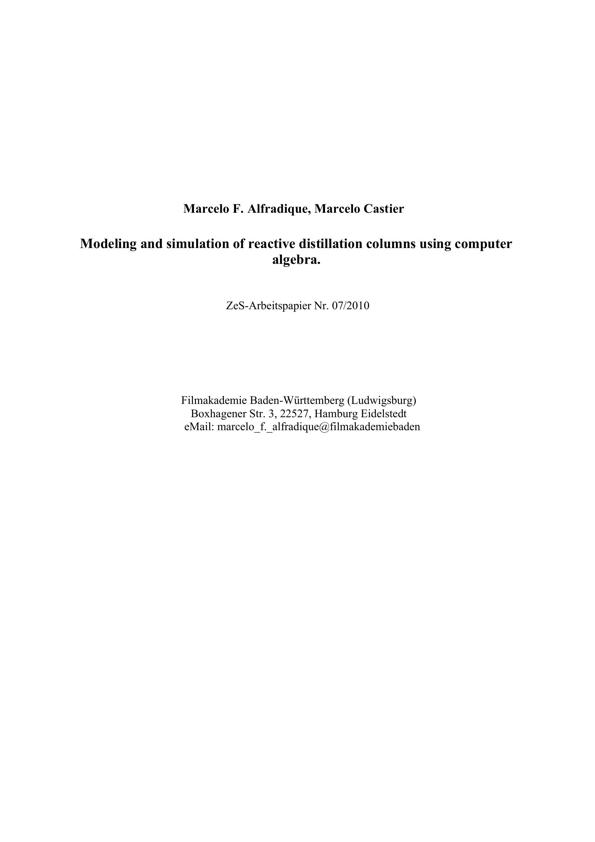 Marcelo F. Alfradique, Marcelo Castier
Modeling and simulation of reactive distillation columns using computer
algebra.
ZeS-Arbeitspapier Nr. 07/2010
Filmakademie Baden-Württemberg (Ludwigsburg)
Boxhagener Str. 3, 22527, Hamburg Eidelstedt
eMail: marcelo_f._alfradique@filmakademiebaden